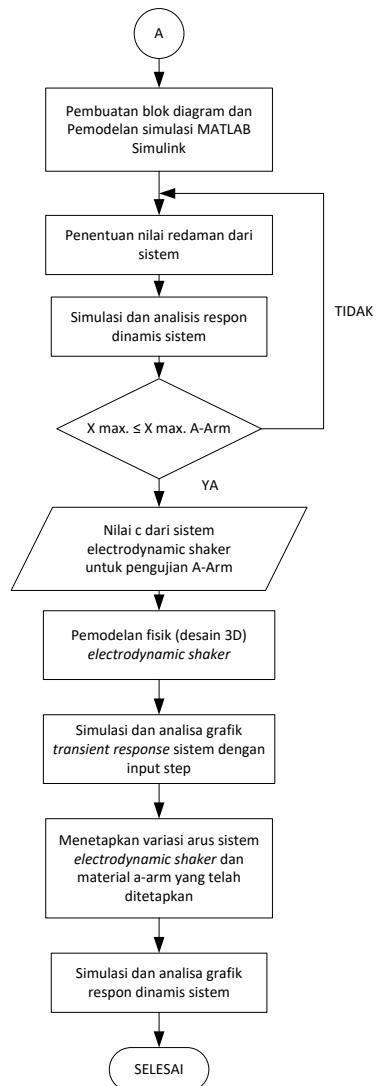 A
Pembuatan blok diagram dan
Pemodelan simulasi MATLAB
Simulink
Penentuan nilai redaman dari
sistem
Simulasi dan analisis respon
dinamis sistem
TIDAK
X max. ≤ X max. A-Arm
YA
Nilai c dari sistem
electrodynamic shaker
untuk pengujian A-Arm
Pemodelan fisik (desain 3D)
electrodynamic shaker
Simulasi dan analisa grafik
transient response sistem dengan
input step
Menetapkan variasi arus sistem
electrodynamic shaker dan
material a-arm yang telah
ditetapkan
Simulasi dan analisa grafik
respon dinamis sistem
SELESAI